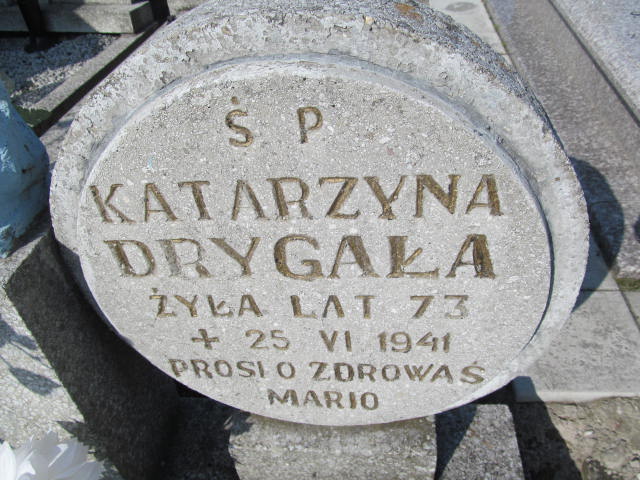 Ś P
KATARZYNA
DRYGAŁA
ŻYŁA LAT 73
+ 25 VI 1941
PROSI O ZDROWAŚ
MARIO